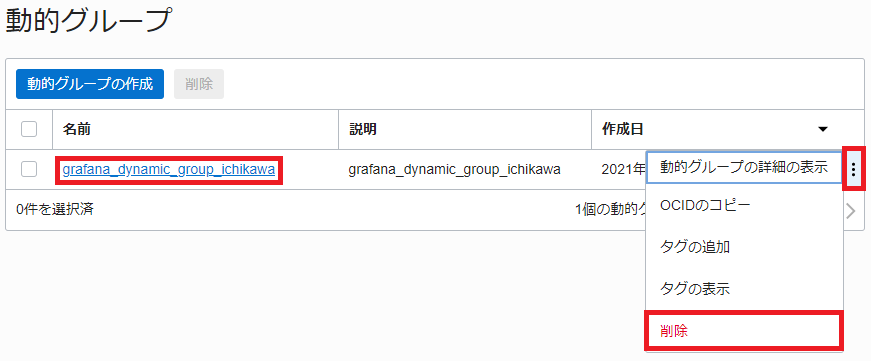 動的グループ
動的グループの作成 削除
名前 説明 作成日
grafana_dynamic_group_ichikawa grafana_dynamic_group_ichikawa 2021年 動的グループの詳細の表示
0件を選択済 1個の動的グ
OCIDのコピー
タグの追加
タグの表示
削除